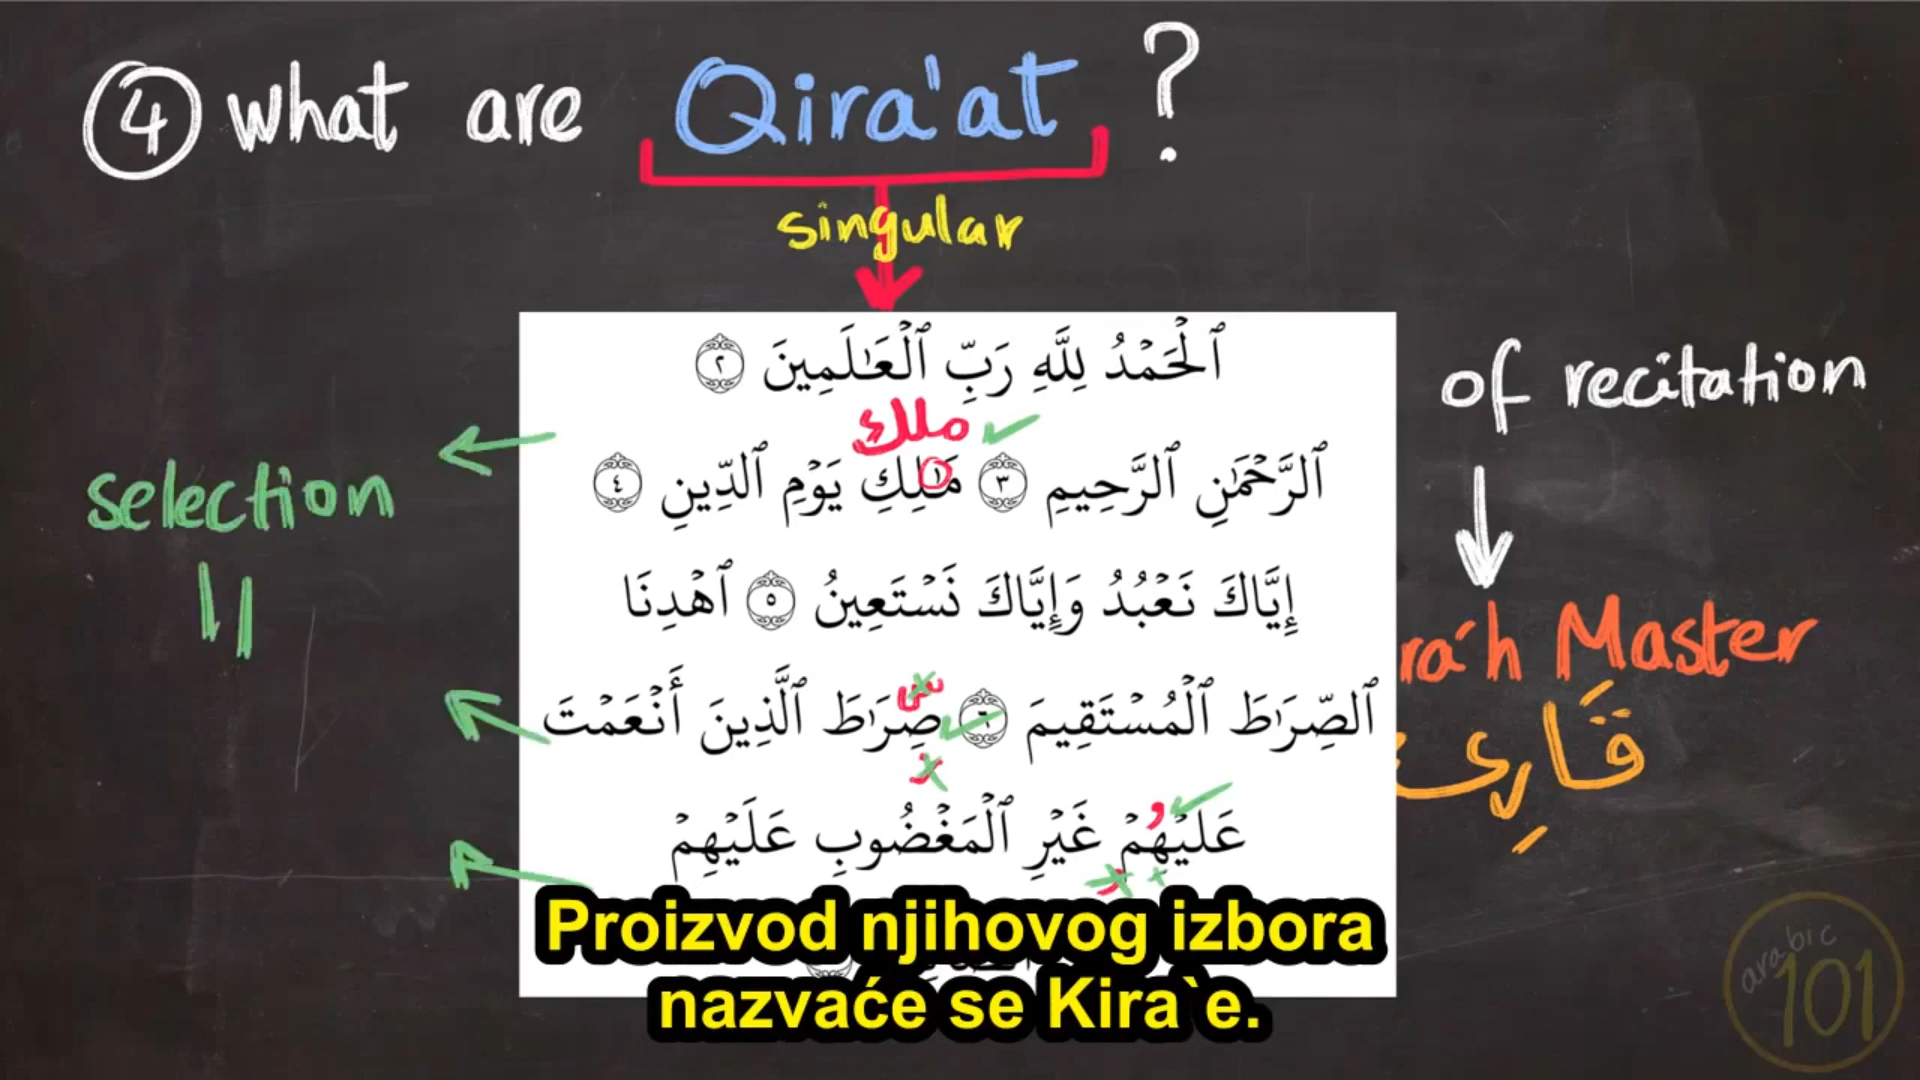 ④ what are Qira'at ?
singular
ٱلْحَمْدُ لِلَّهِ رَبِّ ٱلْعَـٰلَمِينَ ٢
ملك
ٱلرَّحْمَـٰنِ ٱلرَّحِيمِ ٣ مَـٰلِكِ يَوْمِ ٱلدِّينِ ٤
إِيَّاكَ نَعْبُدُ وَإِيَّاكَ نَسْتَعِينُ ٥ ٱهْدِنَا
س
ٱلصِّرَٰطَ ٱلْمُسْتَقِيمَ ٦ صِرَٰطَ ٱلَّذِينَ أَنْعَمْتَ
عَلَيْهِمْ غَيْرِ ٱلْمَغْضُوبِ عَلَيْهِمْ
selection
of recitation
ra'h Master
قَارِئ
Proizvod njihovog izbora
nazvaće se Kira`e.
arabic
101